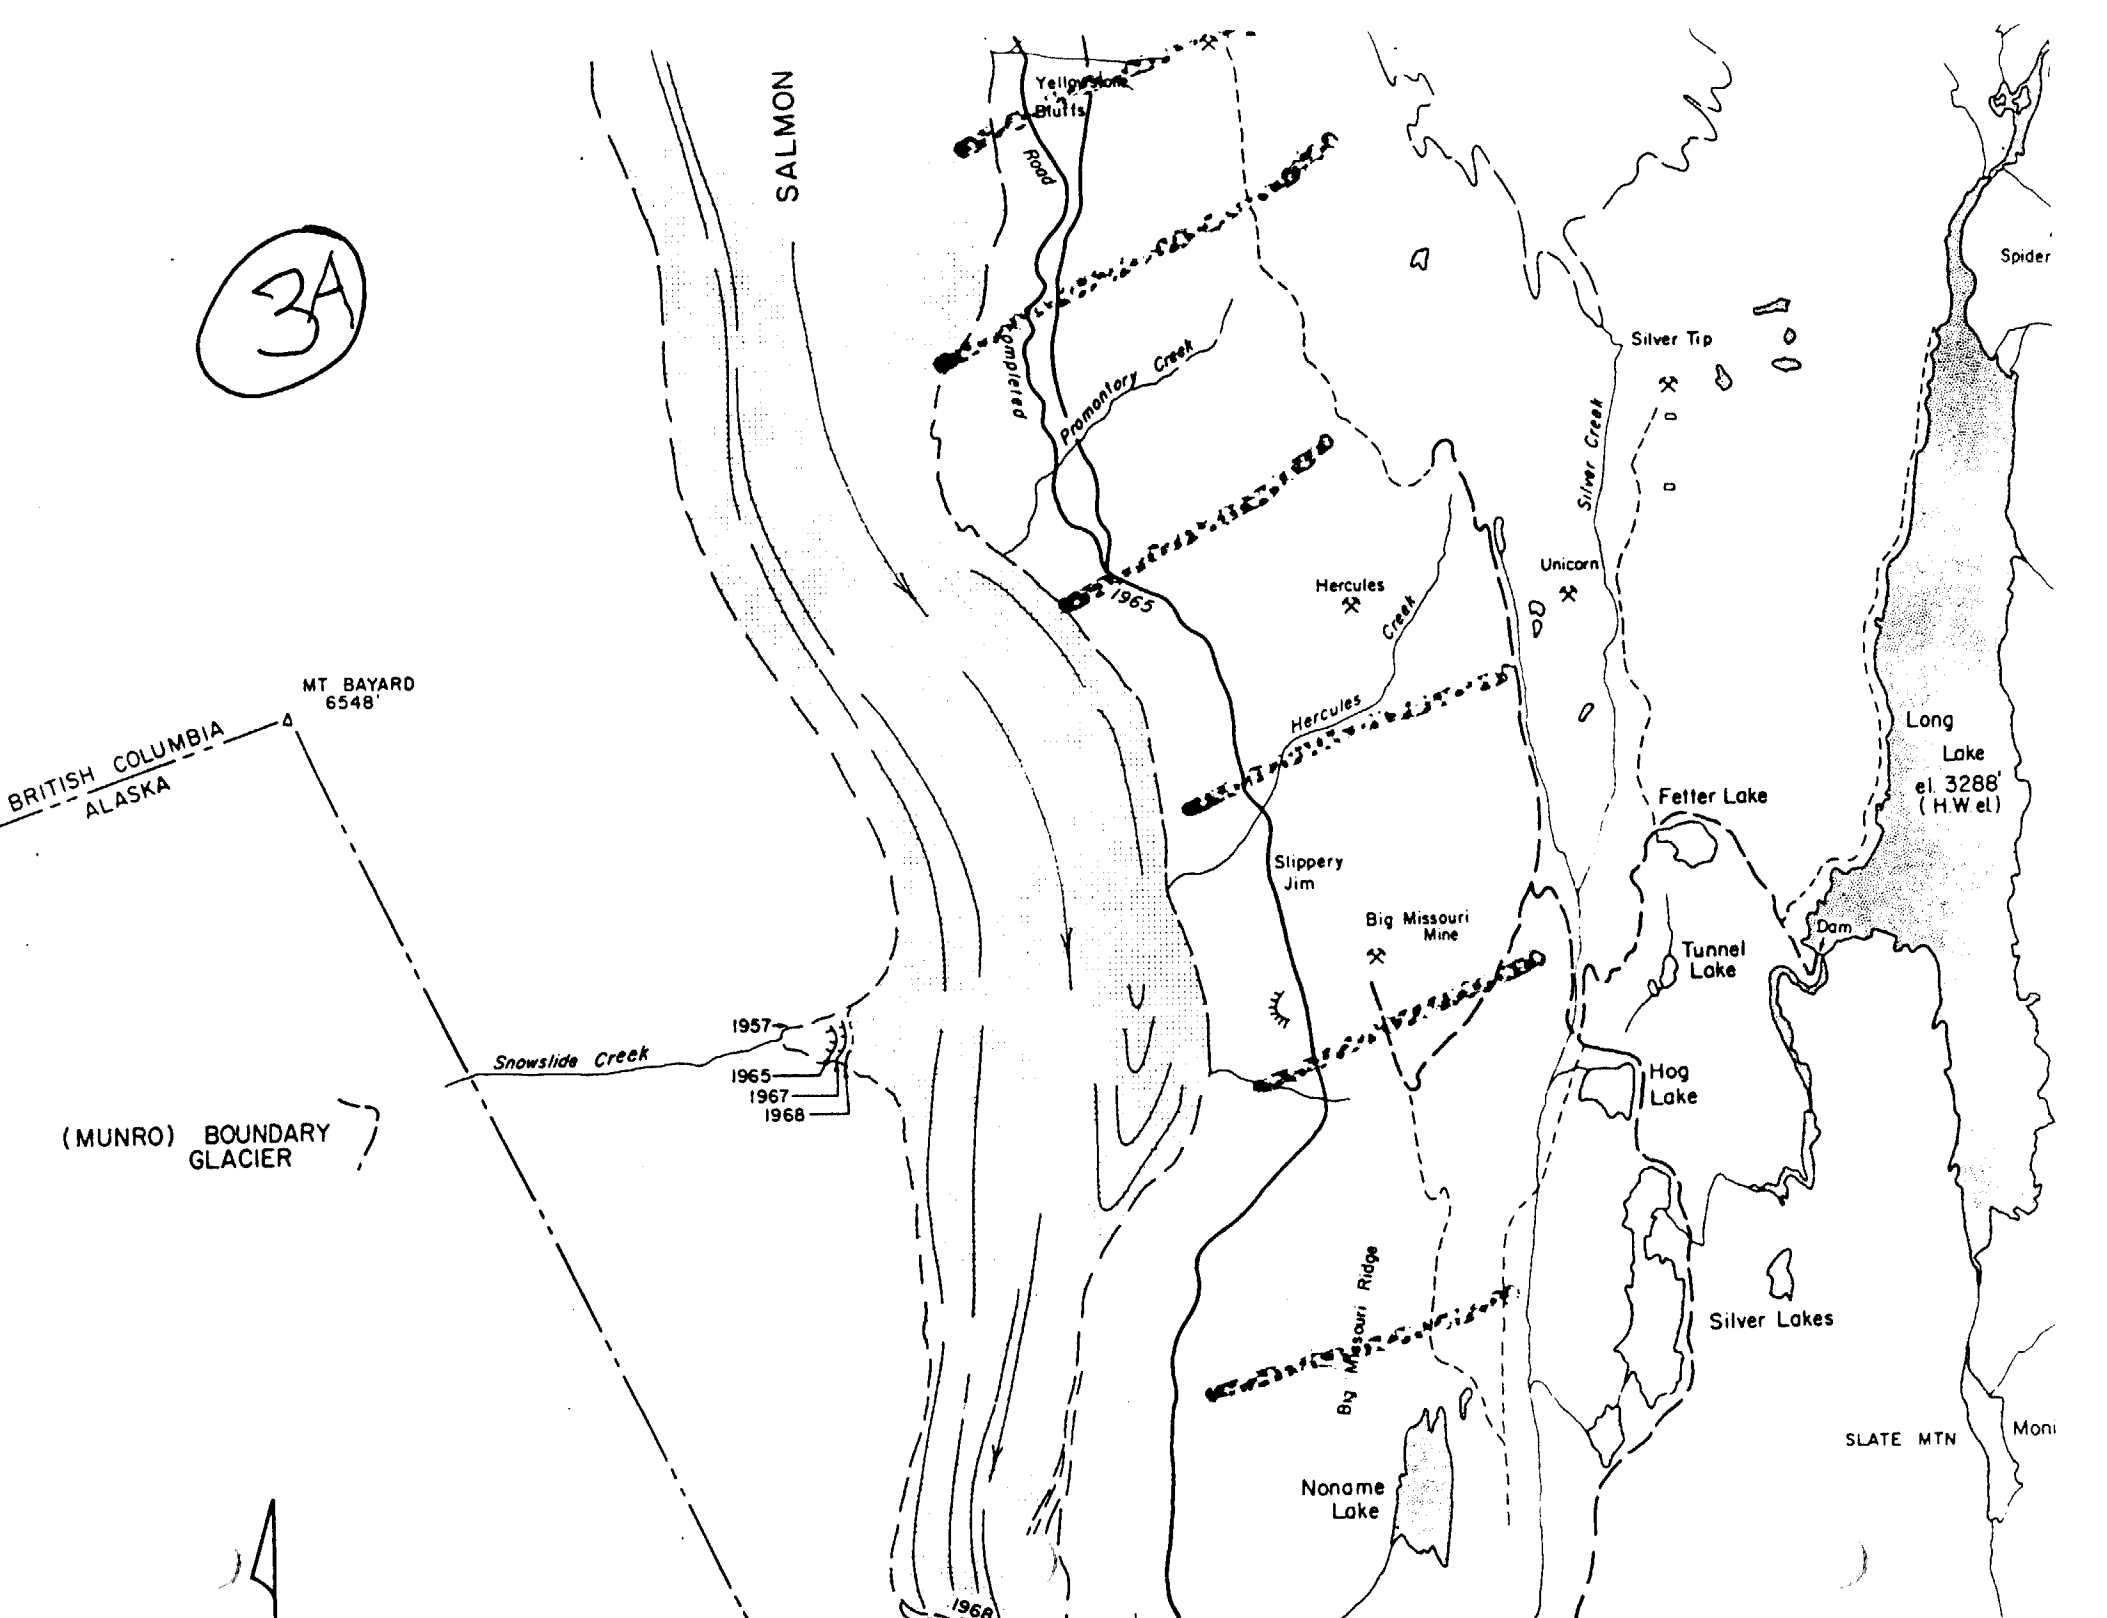 SALMON
Yellowstone
Bluffs
Road
3A
Spider
Silver Tip
ompleted
Promontory Creek
Silver Creek
Unicorn
Hercules
1965
Creek
Hercules
MT BAYARD
6548'
BRITISH COLUMBIA
ALASKA
Long
Lake
el. 3288'
(H.W. el.)
Fetter Lake
Slippery
Jim
Big Missouri
Mine
Dam
Tunnel
Lake
1957
Snowslide Creek
1965
1967
1968
Hog
Lake
(MUNRO) BOUNDARY
GLACIER
Big Missouri Ridge
Silver Lakes
SLATE MTN
Moni
Noname
Lake
1968